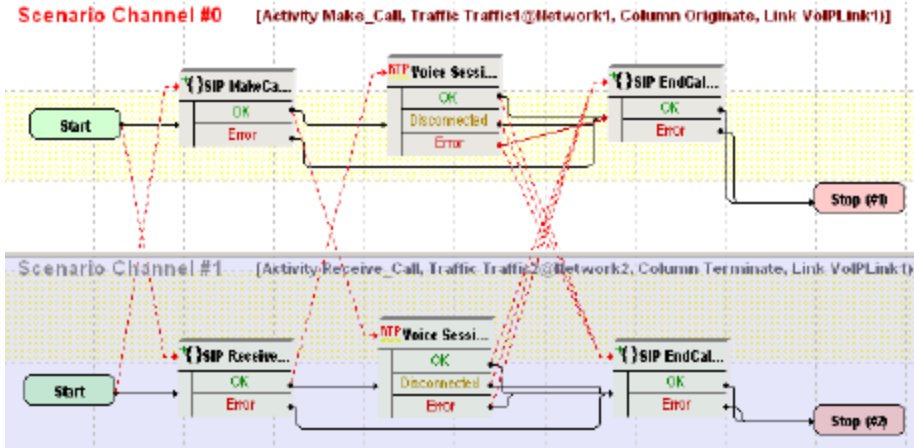 Scenario Channel #0 [Activity Make_Call, Traffic Traffic1@Network1, Column Originate, Link VoIPLink1)]
{}SIP MakeCa...
OK
Error
RTP Voice Sessi...
OK
Disconnected
Error
{}SIP EndCal...
OK
Error
Start
Stop (#1)
Scenario Channel #1 [Activity Receive_Call, Traffic Traffic2@Network2, Column Terminate, Link VoIPLink1)
{}SIP Receive...
OK
Error
RTP Voice Sessi...
OK
Disconnected
Error
{}SIP EndCal...
OK
Error
Start
Stop (#2)